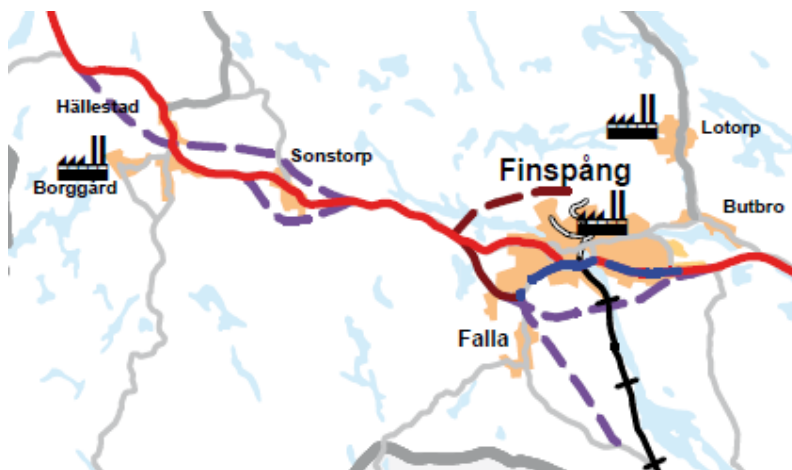 Hällestad
Lotorp
Sonstorp
Finspång
Borggård
Butbro
Falla